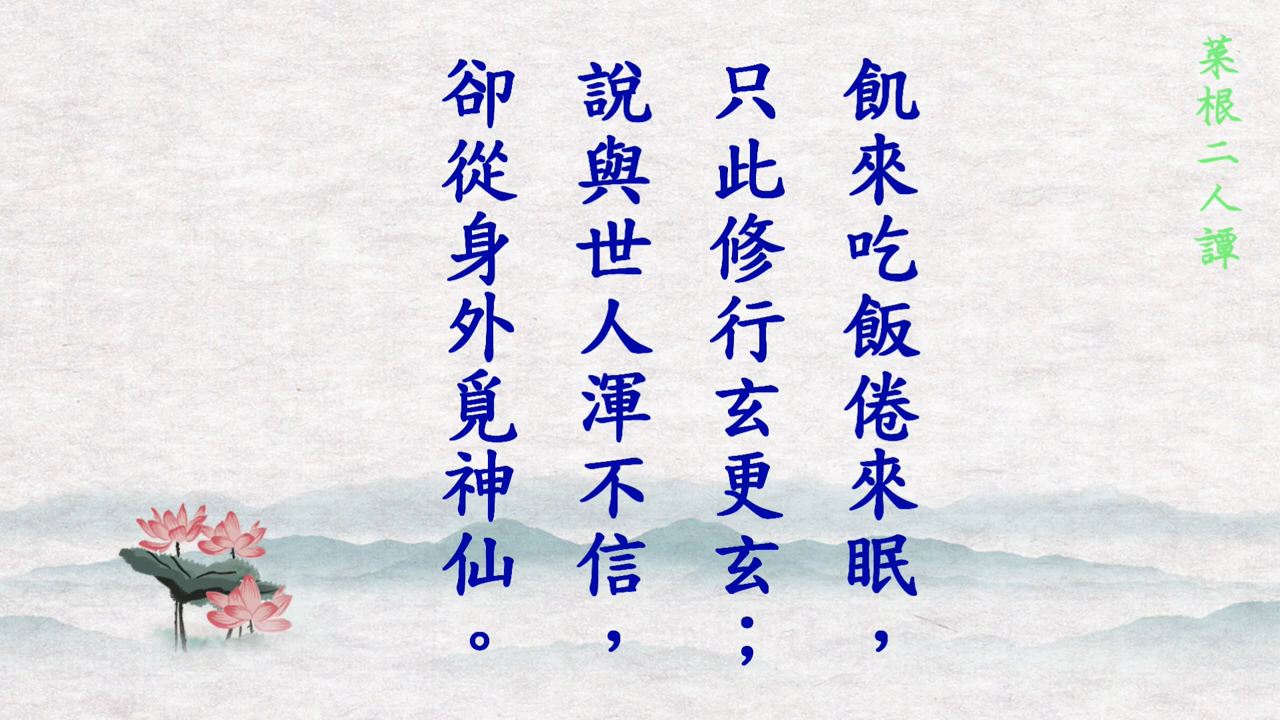 菜根二人譚
飢來吃飯倦來眠，
只此修行玄更玄；
說與世人渾不信，
卻從身外覓神仙。